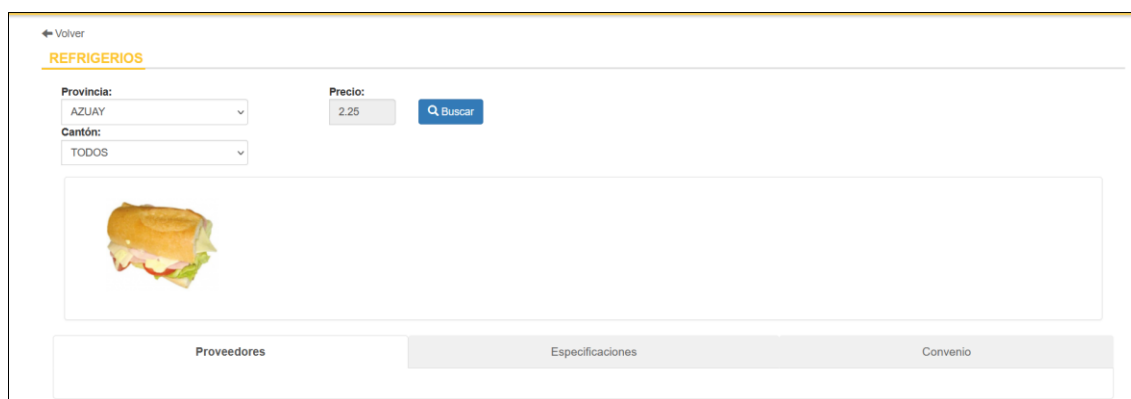 Volver
REFRIGERIOS
Provincia:
AZUAY
Precio:
2.25
Buscar
Cantón:
TODOS
Proveedores Especificaciones Convenio